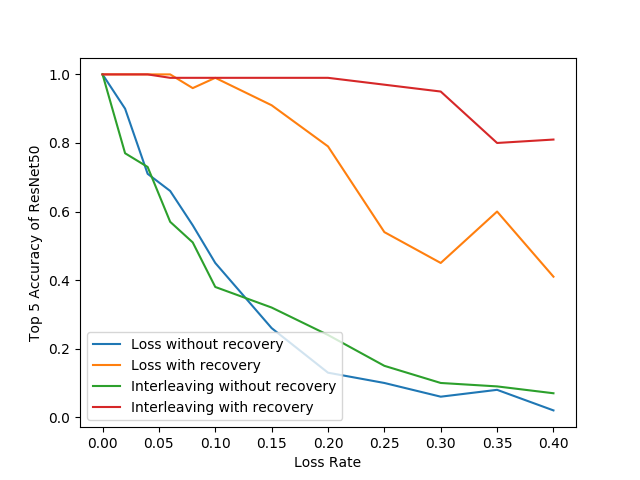 1.0
0.8
0.6
0.4
0.2
0.0
Top 5 Accuracy of ResNet50
Loss without recovery
Loss with recovery
Interleaving without recovery
Interleaving with recovery
0.00 0.05 0.10 0.15 0.20 0.25 0.30 0.35 0.40
Loss Rate